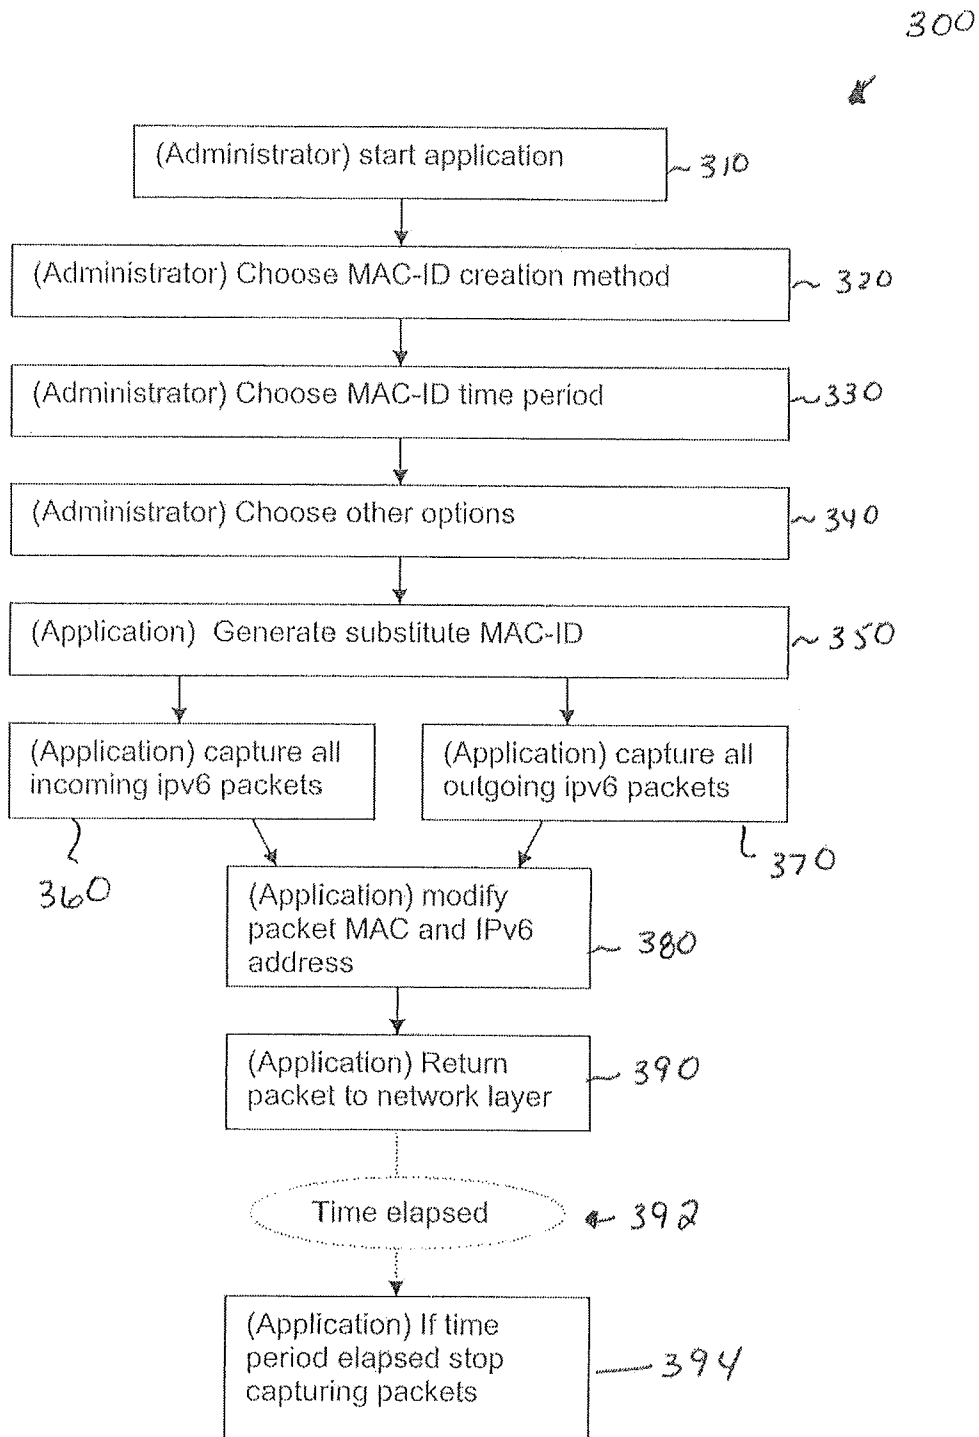 300
(Administrator) start application
310
(Administrator) Choose MAC-ID creation method
320
(Administrator) Choose MAC-ID time period
330
(Administrator) Choose other options
340
(Application) Generate substitute MAC-ID
350
(Application) capture all
incoming ipv6 packets
360
(Application) capture all
outgoing ipv6 packets
370
(Application) modify
packet MAC and IPv6
address
380
(Application) Return
packet to network layer
390
Time elapsed
392
(Application) If time
period elapsed stop
capturing packets
394